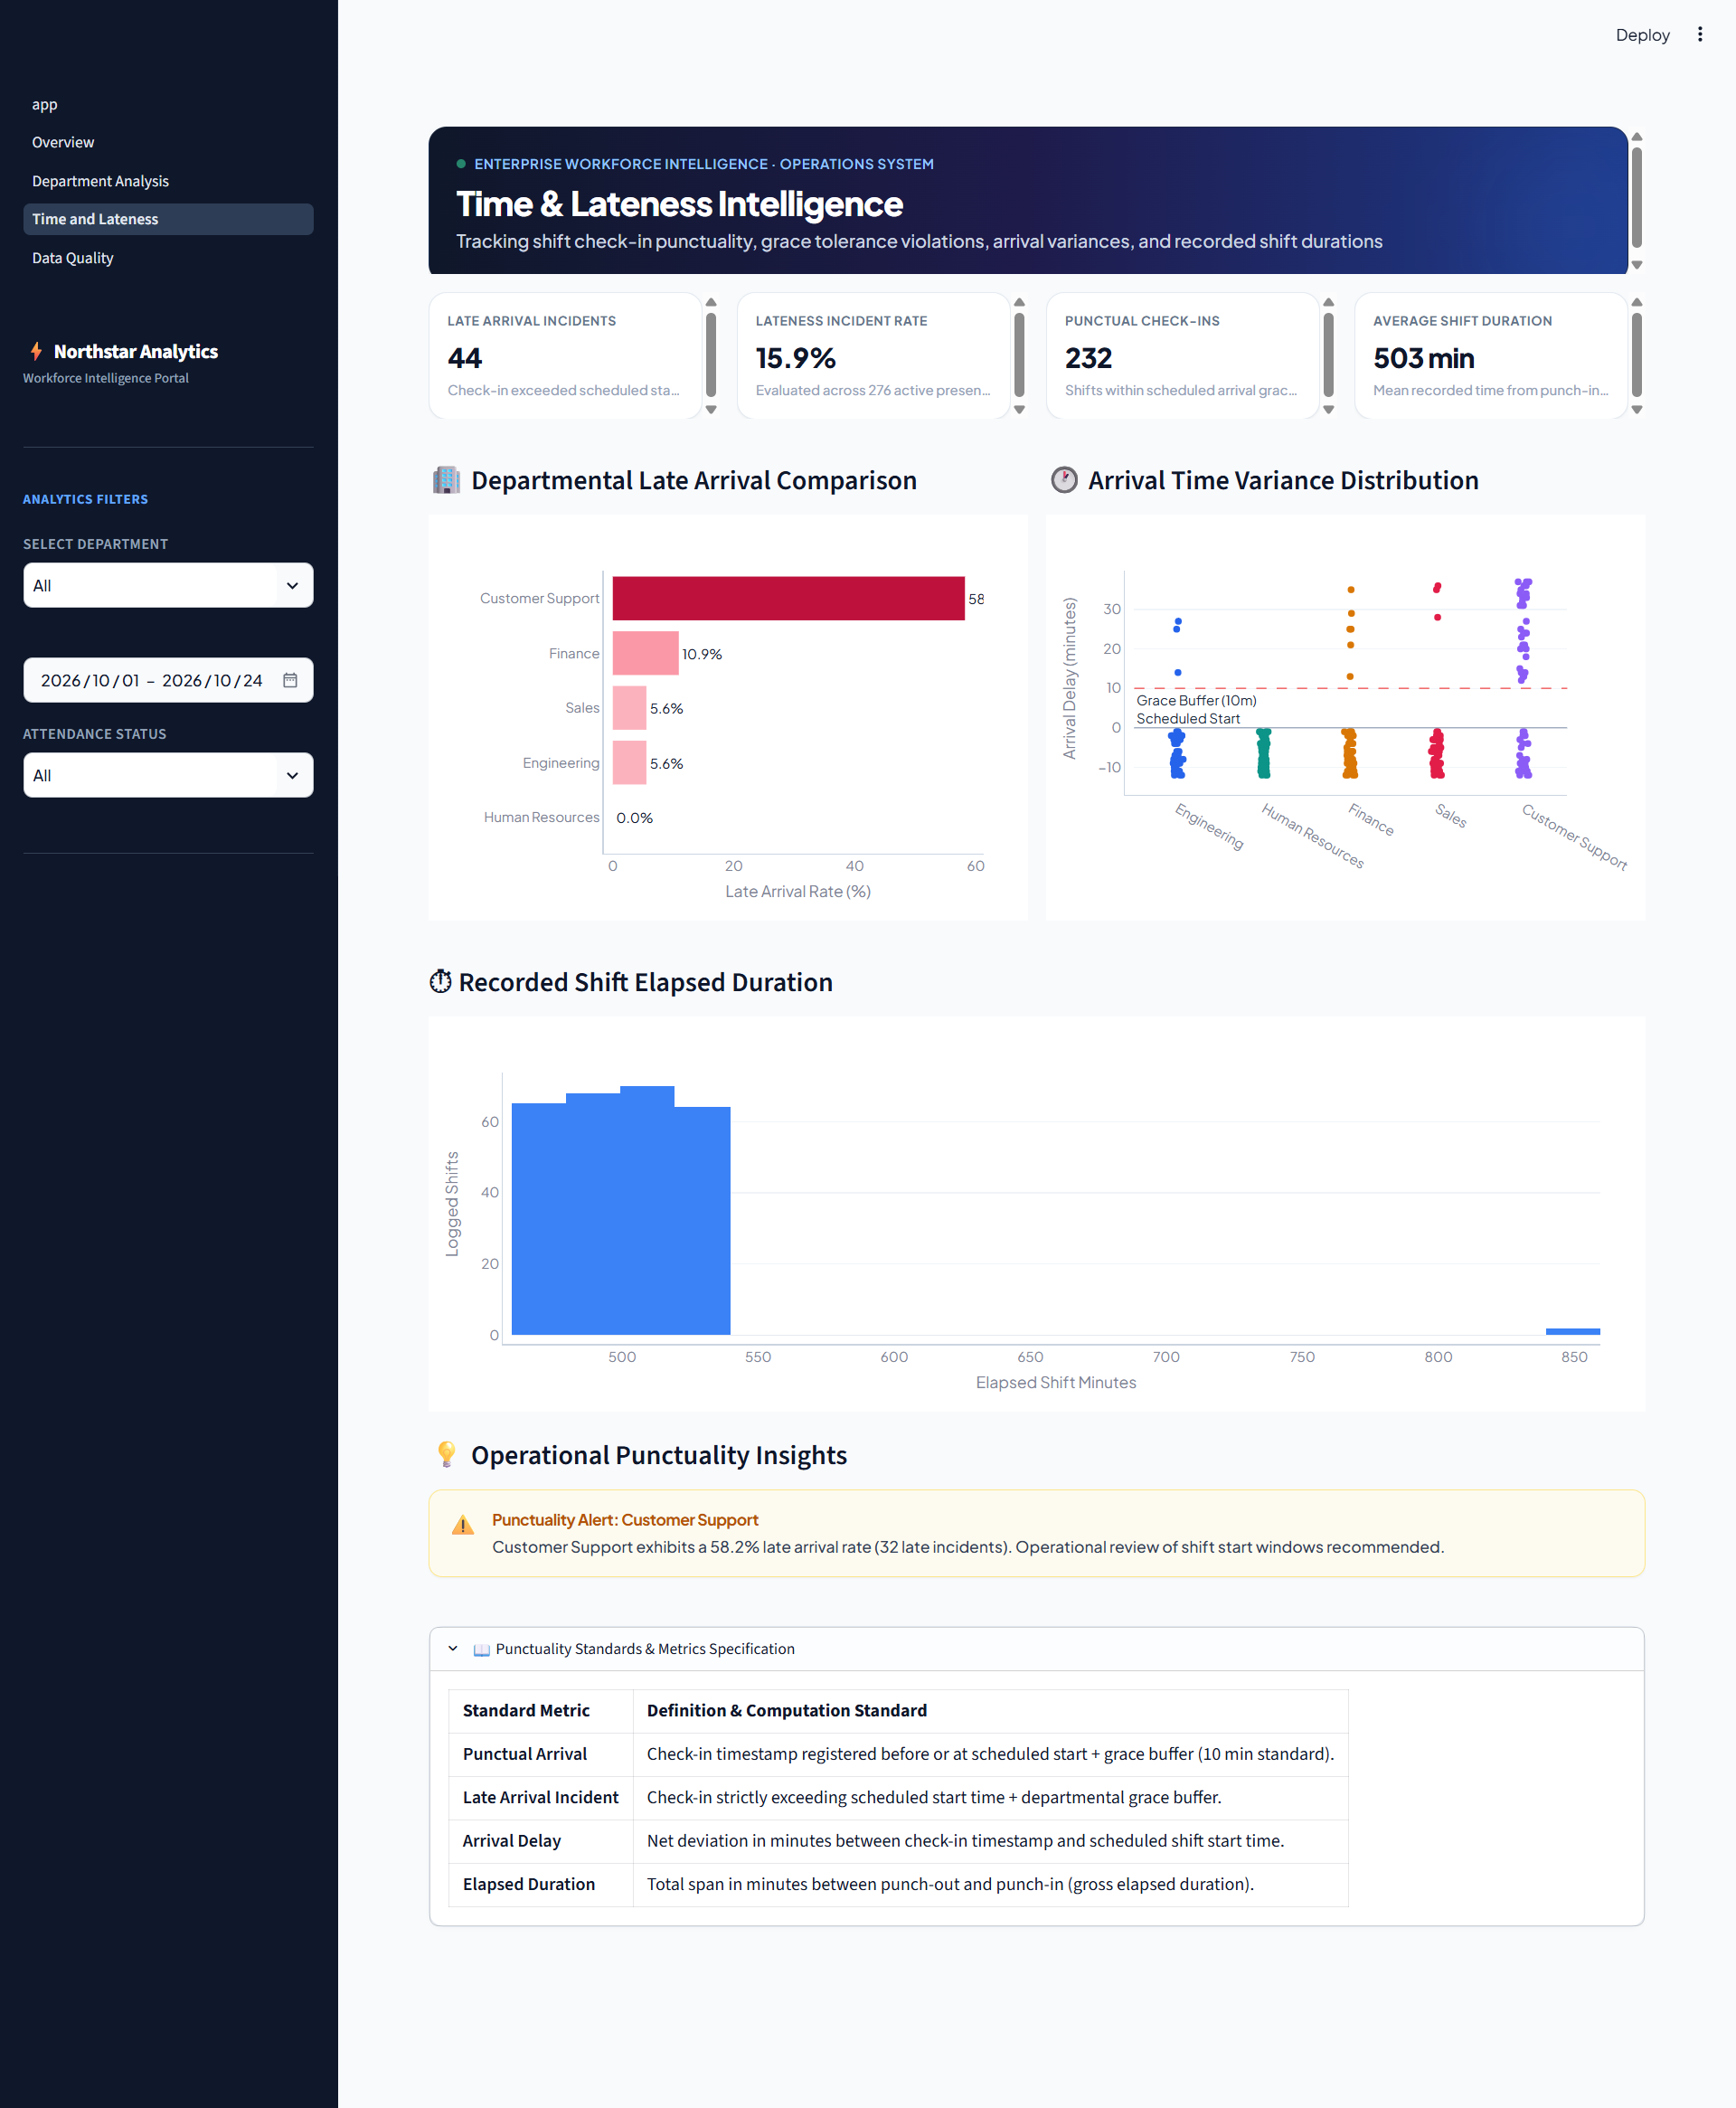 Deploy
app
Overview
Department Analysis
Time and Lateness
Data Quality
Northstar Analytics
Workforce Intelligence Portal
ANALYTICS FILTERS
SELECT DEPARTMENT
All
2026/10/01 – 2026/10/24
ATTENDANCE STATUS
All
ENTERPRISE WORKFORCE INTELLIGENCE · OPERATIONS SYSTEM
Time & Lateness Intelligence
Tracking shift check-in punctuality, grace tolerance violations, arrival variances, and recorded shift durations
LATE ARRIVAL INCIDENTS
44
Check-in exceeded scheduled sta...
LATENESS INCIDENT RATE
15.9%
Evaluated across 276 active presen...
PUNCTUAL CHECK-INS
232
Shifts within scheduled arrival grac...
AVERAGE SHIFT DURATION
503 min
Mean recorded time from punch-in...
Departmental Late Arrival Comparison
Customer Support
58
Finance
10.9%
Sales
5.6%
Engineering
5.6%
Human Resources
0.0%
0 20 40 60
Late Arrival Rate (%)
Arrival Time Variance Distribution
Arrival Delay (minutes)
30
20
10
Grace Buffer (10m)
Scheduled Start
0
−10
Engineering
Human Resources
Finance
Sales
Customer Support
Recorded Shift Elapsed Duration
Logged Shifts
60
40
20
0
500 550 600 650 700 750 800 850
Elapsed Shift Minutes
Operational Punctuality Insights
Punctuality Alert: Customer Support
Customer Support exhibits a 58.2% late arrival rate (32 late incidents). Operational review of shift start windows recommended.
Punctuality Standards & Metrics Specification
Standard Metric Definition & Computation Standard
Punctual Arrival Check-in timestamp registered before or at scheduled start + grace buffer (10 min standard).
Late Arrival Incident Check-in strictly exceeding scheduled start time + departmental grace buffer.
Arrival Delay Net deviation in minutes between check-in timestamp and scheduled shift start time.
Elapsed Duration Total span in minutes between punch-out and punch-in (gross elapsed duration).